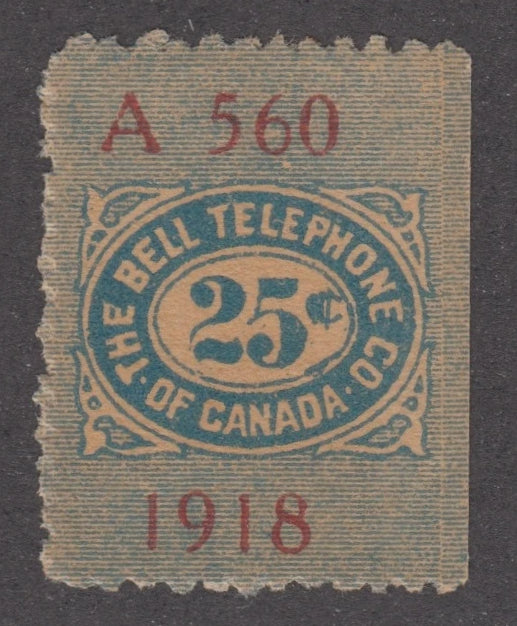 A 560
THE BELL TELEPHONE CO
25¢
· OF CANADA ·
1918